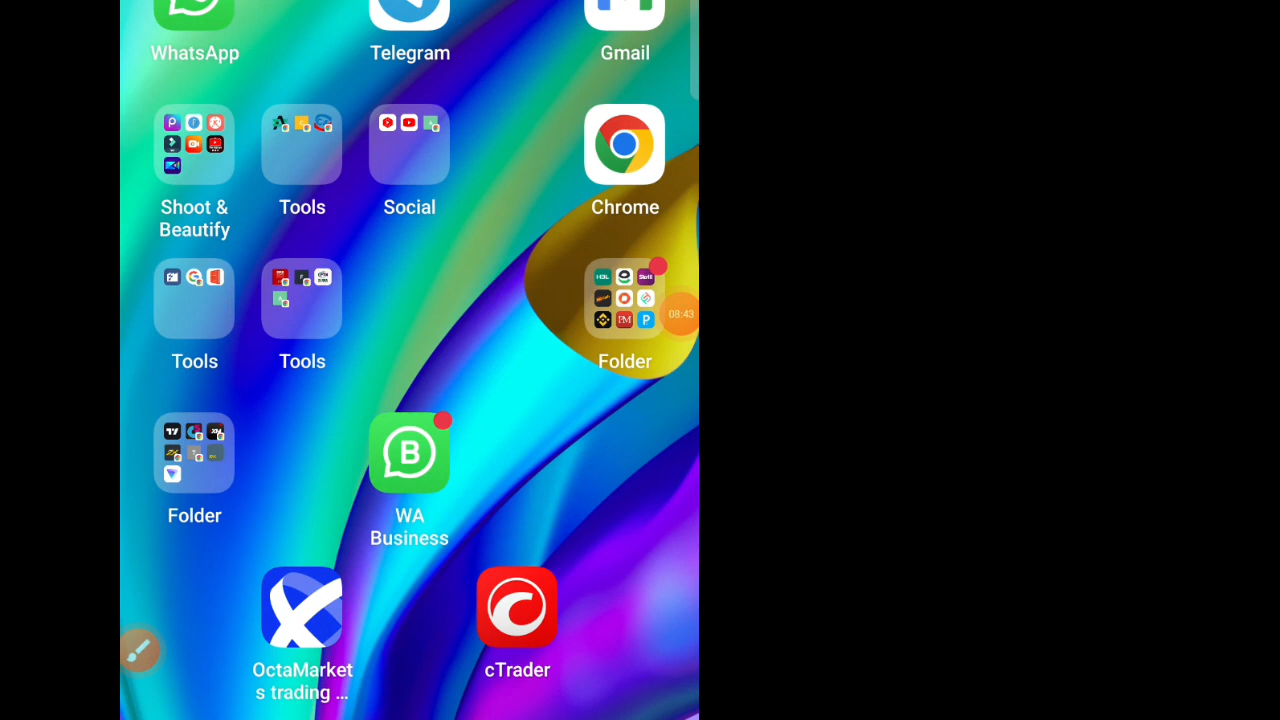 WhatsApp
Telegram
Gmail
Shoot &
Beautify
Tools
Social
Chrome
Tools
Tools
Folder
08:43
Folder
B
WA
Business
OctaMarket
s trading ...
cTrader